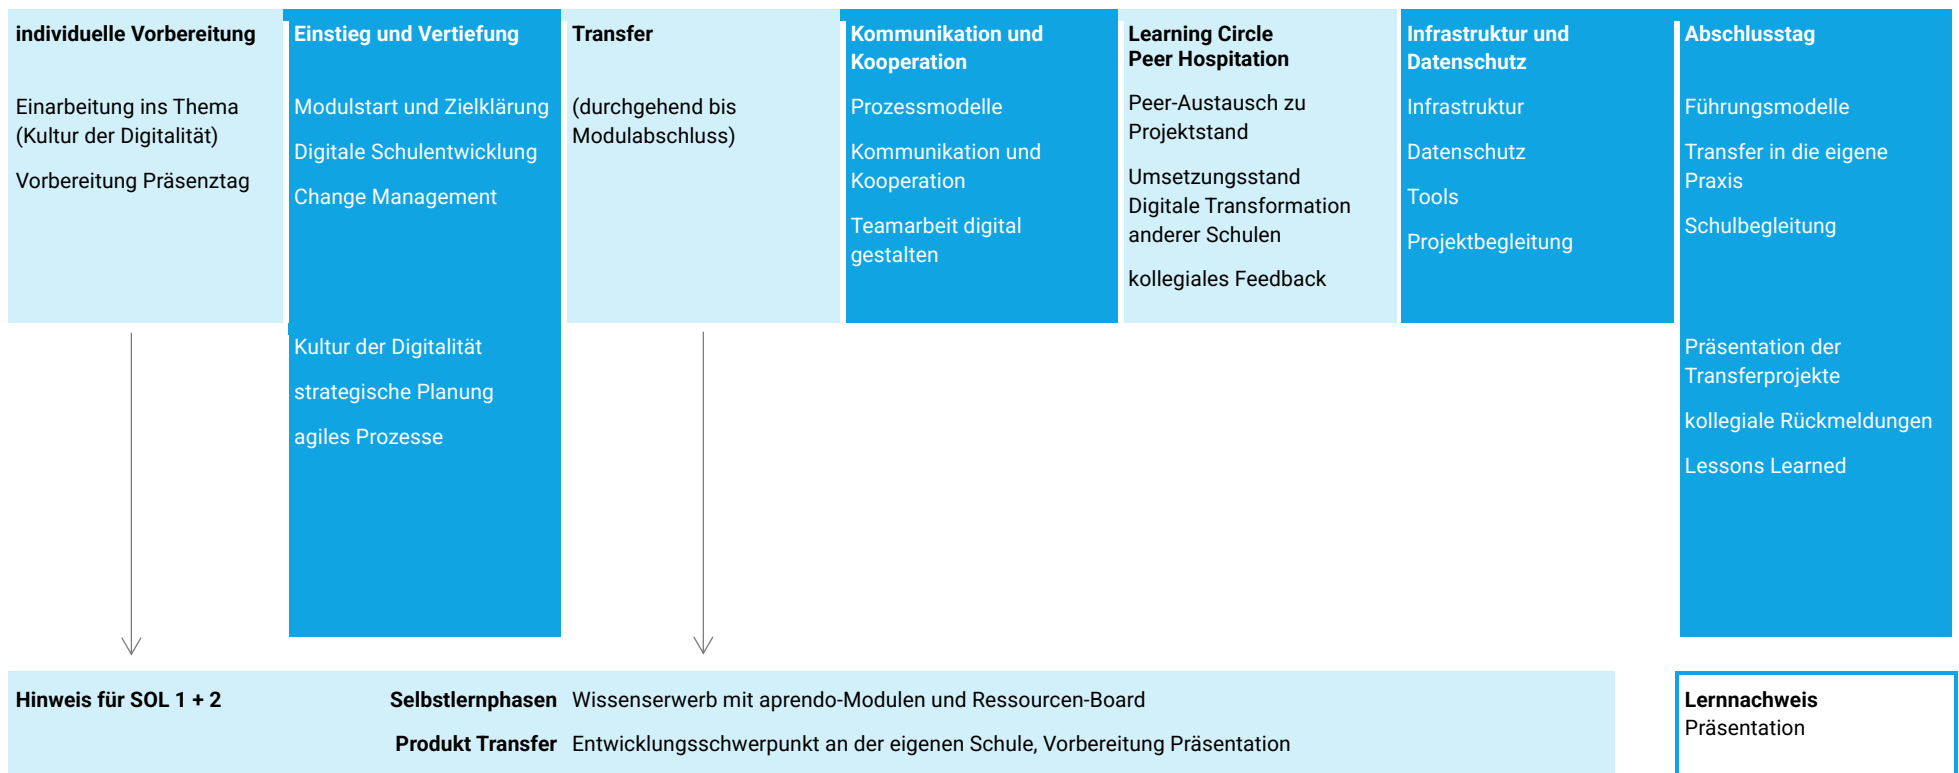 individuelle Vorbereitung
Einarbeitung ins Thema
(Kultur der Digitalität)
Vorbereitung Präsenztag
Einstieg und Vertiefung
Modulstart und Zielklärung
Digitale Schulentwicklung
Change Management
Kultur der Digitalität
strategische Planung
agiles Prozesse
Transfer
(durchgehend bis
Modulabschluss)
Kommunikation und
Kooperation
Prozessmodelle
Kommunikation und
Kooperation
Teamarbeit digital
gestalten
Learning Circle
Peer Hospitation
Peer-Austausch zu
Projektstand
Umsetzungsstand
Digitale Transformation
anderer Schulen
kollegiales Feedback
Infrastruktur und
Datenschutz
Infrastruktur
Datenschutz
Tools
Projektbegleitung
Abschlusstag
Führungsmodelle
Transfer in die eigene
Praxis
Schulbegleitung
Präsentation der
Transferprojekte
kollegiale Rückmeldungen
Lessons Learned
Hinweis für SOL 1 + 2
Selbstlernphasen Wissenserwerb mit aprendo-Modulen und Ressourcen-Board
Produkt Transfer Entwicklungsschwerpunkt an der eigenen Schule, Vorbereitung Präsentation
Lernnachweis
Präsentation